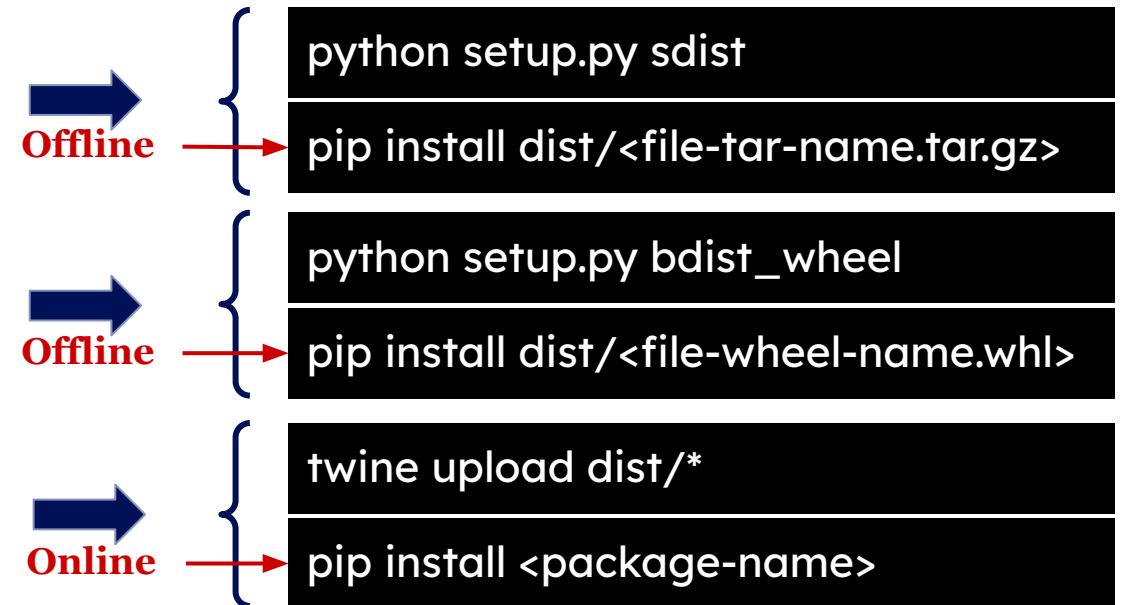 python setup.py sdist
Offline
pip install dist/<file-tar-name.tar.gz>
python setup.py bdist_wheel
Offline
pip install dist/<file-wheel-name.whl>
twine upload dist/*
Online
pip install <package-name>